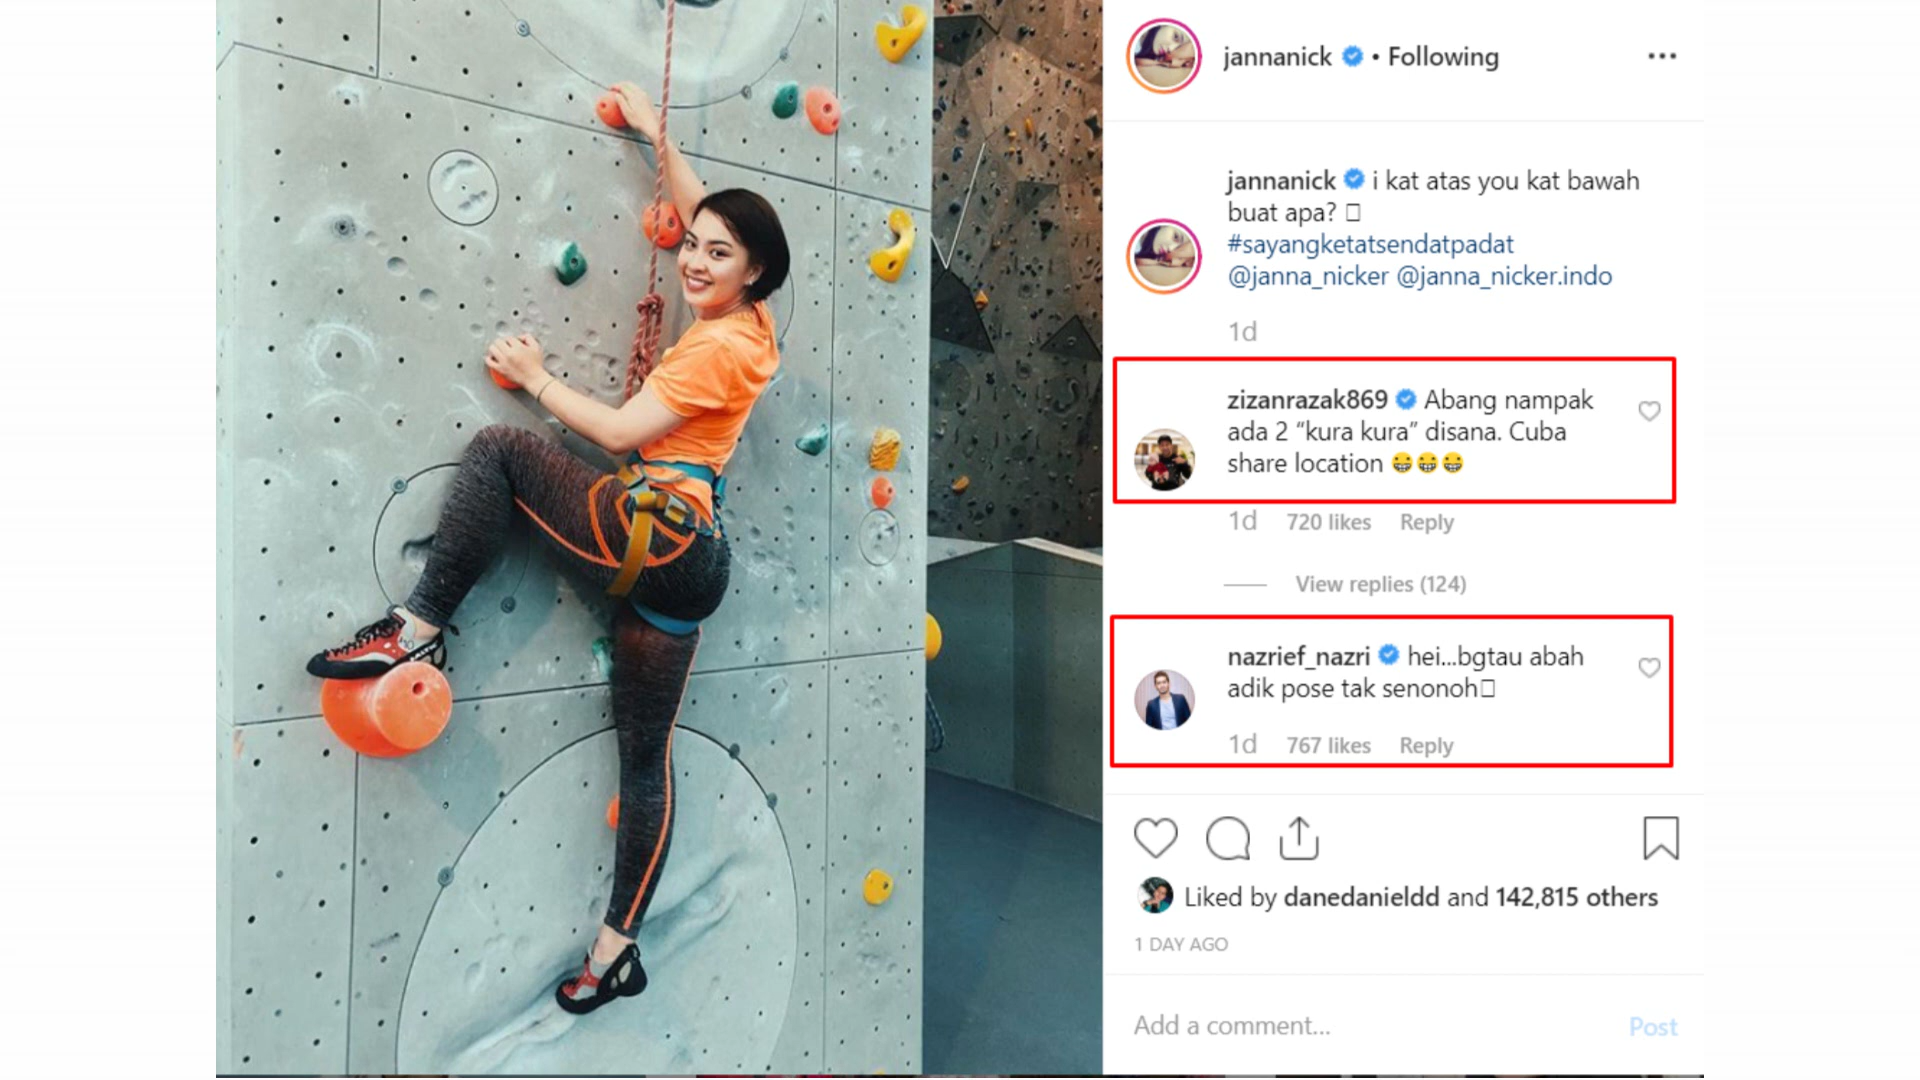 jannanick • Following
jannanick i kat atas you kat bawah
buat apa?
#sayangketatsendatpadat
@janna_nicker @janna_nicker.indo
1d
zizanrazak869 Abang nampak
ada 2 “kura kura” disana. Cuba
share location 😁😁😁
1d 720 likes Reply
View replies (124)
nazrief_nazri hei...bgtau abah
adik pose tak senonoh
1d 767 likes Reply
Liked by danedanieldd and 142,815 others
1 DAY AGO
Add a comment... Post